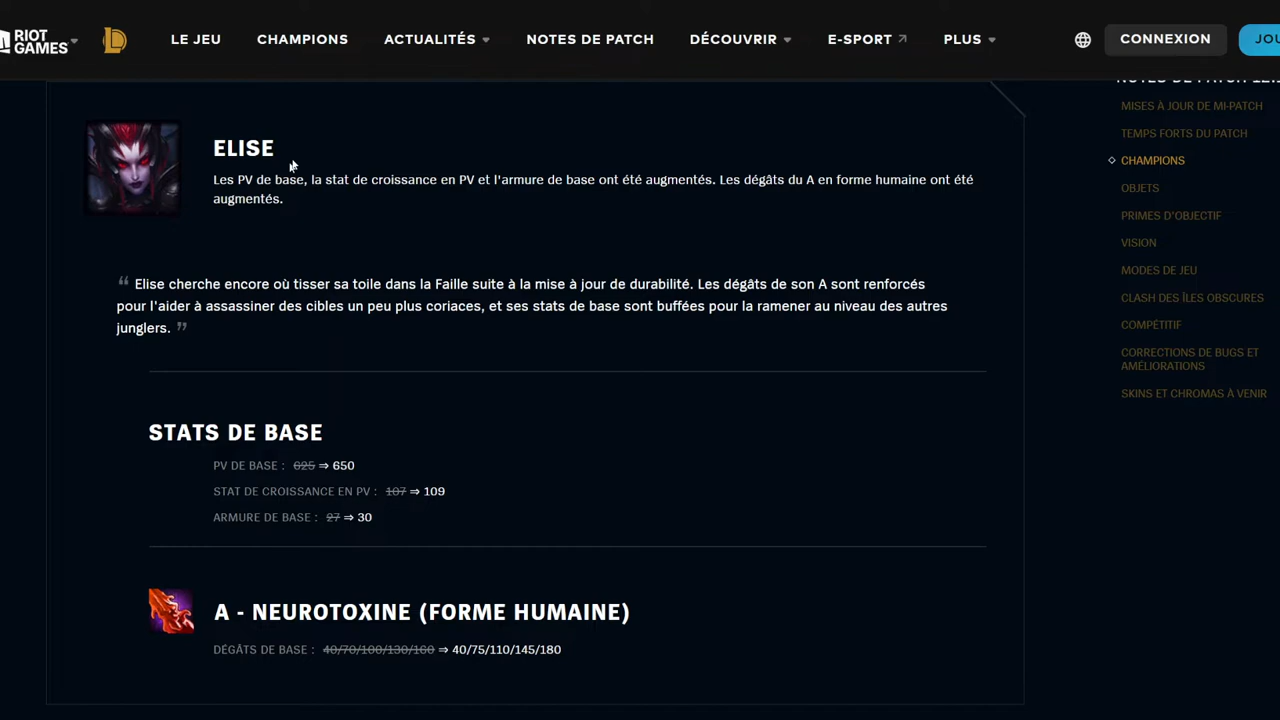 RIOT
GAMES
LE JEU
CHAMPIONS
ACTUALITÉS
NOTES DE PATCH
DÉCOUVRIR
E-SPORT
PLUS
CONNEXION
ELISE
Les PV de base, la stat de croissance en PV et l'armure de base ont été augmentés. Les dégâts du A en forme humaine ont été
augmentés.
“ Elise cherche encore où tisser sa toile dans la Faille suite à la mise à jour de durabilité. Les dégâts de son A sont renforcés
pour l'aider à assassiner des cibles un peu plus coriaces, et ses stats de base sont buffées pour la ramener au niveau des autres
junglers. ”
STATS DE BASE
PV DE BASE : 625 ⇒ 650
STAT DE CROISSANCE EN PV : 107 ⇒ 109
ARMURE DE BASE : 27 ⇒ 30
A - NEUROTOXINE (FORME HUMAINE)
DÉGÂTS DE BASE : 40/70/100/130/160 ⇒ 40/75/110/145/180
NOTES DE PATCH
MISES À JOUR DE MI-PATCH
TEMPS FORTS DU PATCH
CHAMPIONS
OBJETS
PRIMES D'OBJECTIF
VISION
MODES DE JEU
CLASH DES ÎLES OBSCURES
COMPÉTITIF
CORRECTIONS DE BUGS ET
AMÉLIORATIONS
SKINS ET CHROMAS À VENIR